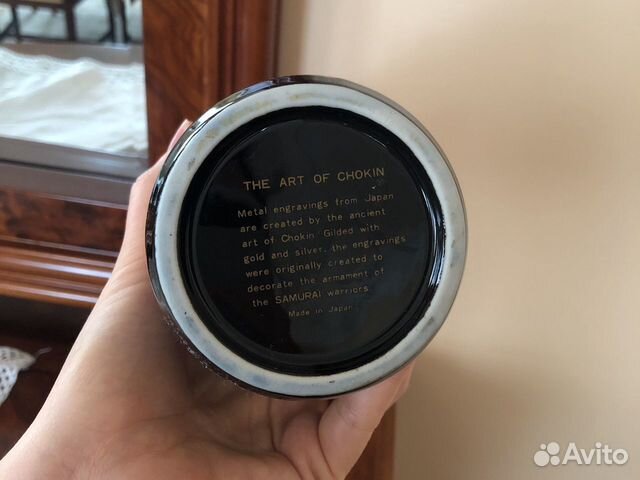 THE ART OF CHOKIN
Metal engravings from Japan
are created by the ancient
art of Chokin. Gilded with
gold and silver, the engravings
were originally created to
decorate the armament of
the SAMURAI warriors.
Made in Japan
Avito